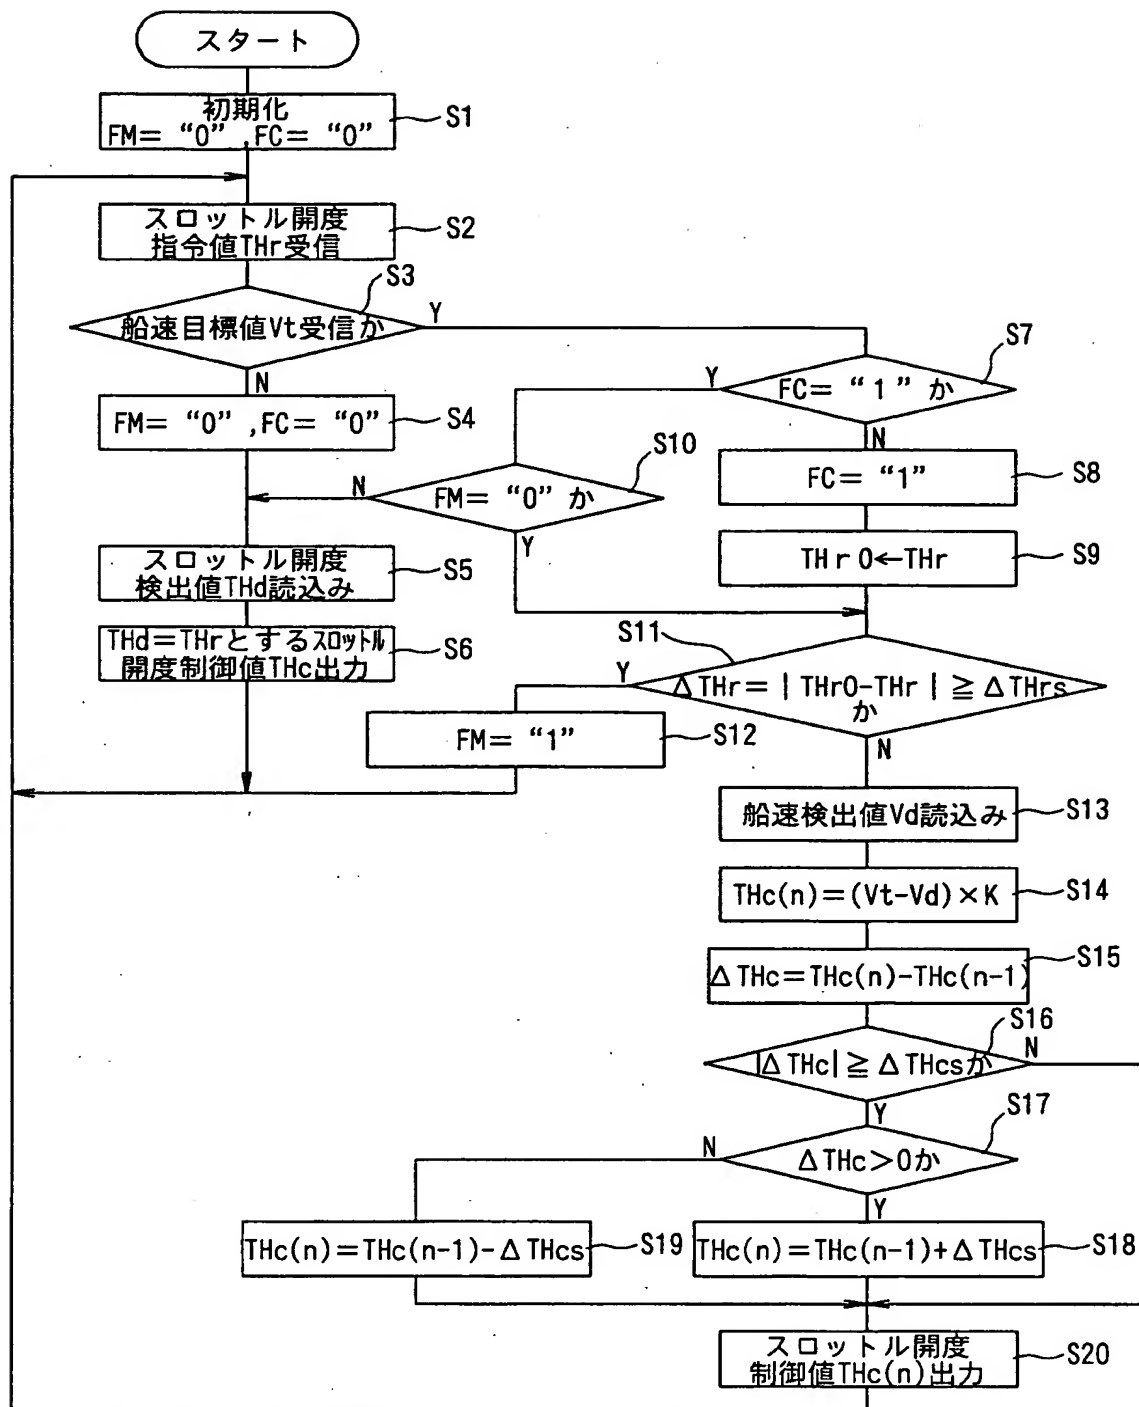 スタート
初期化
FM= “0” ,FC= “0”
S1
スロットル開度
指令値THr受信
S2
船速目標値Vt受信か
S3
Y
N
FM= “0” ,FC= “0”
S4
FC= “1” か
S7
Y
N
FC= “1”
S8
FM= “0” か
S10
N
Y
THr0←THr
S9
スロットル開度
検出値THd読込み
S5
THd=THrとするスロットル
開度制御値THc出力
S6
ΔTHr=|THr0-THr|≧ΔTHrs
か
S11
Y
N
FM= “1”
S12
船速検出値Vd読込み
S13
THc(n)=(Vt-Vd)×K
S14
ΔTHc=THc(n)-THc(n-1)
S15
|ΔTHc|≧ΔTHcsか
S16
N
Y
ΔTHc>0か
S17
N
Y
THc(n)=THc(n-1)-ΔTHcs
S19
THc(n)=THc(n-1)+ΔTHcs
S18
スロットル開度
制御値THc(n)出力
S20